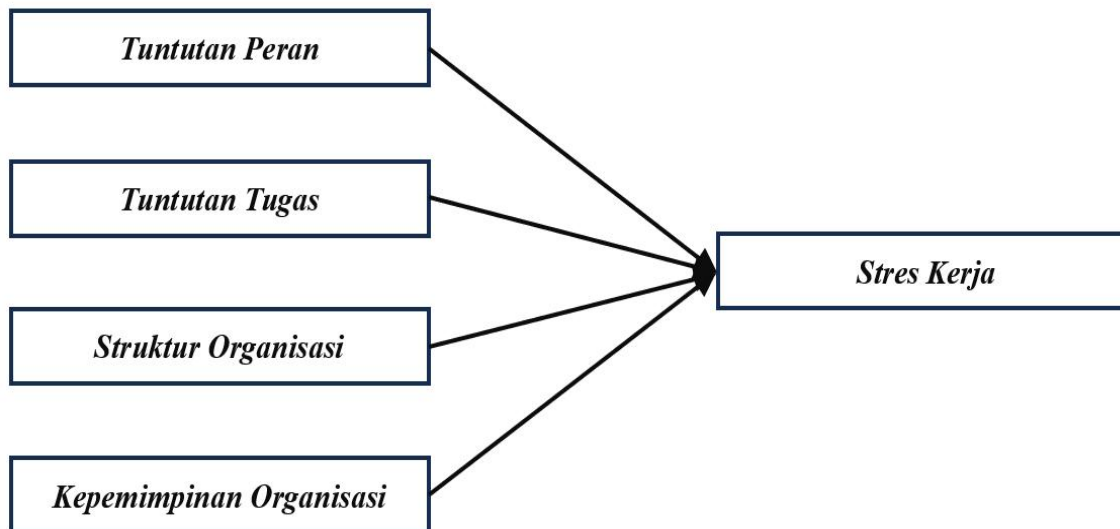 Tuntutan Peran
Tuntutan Tugas
Stres Kerja
Struktur Organisasi
Kepemimpinan Organisasi